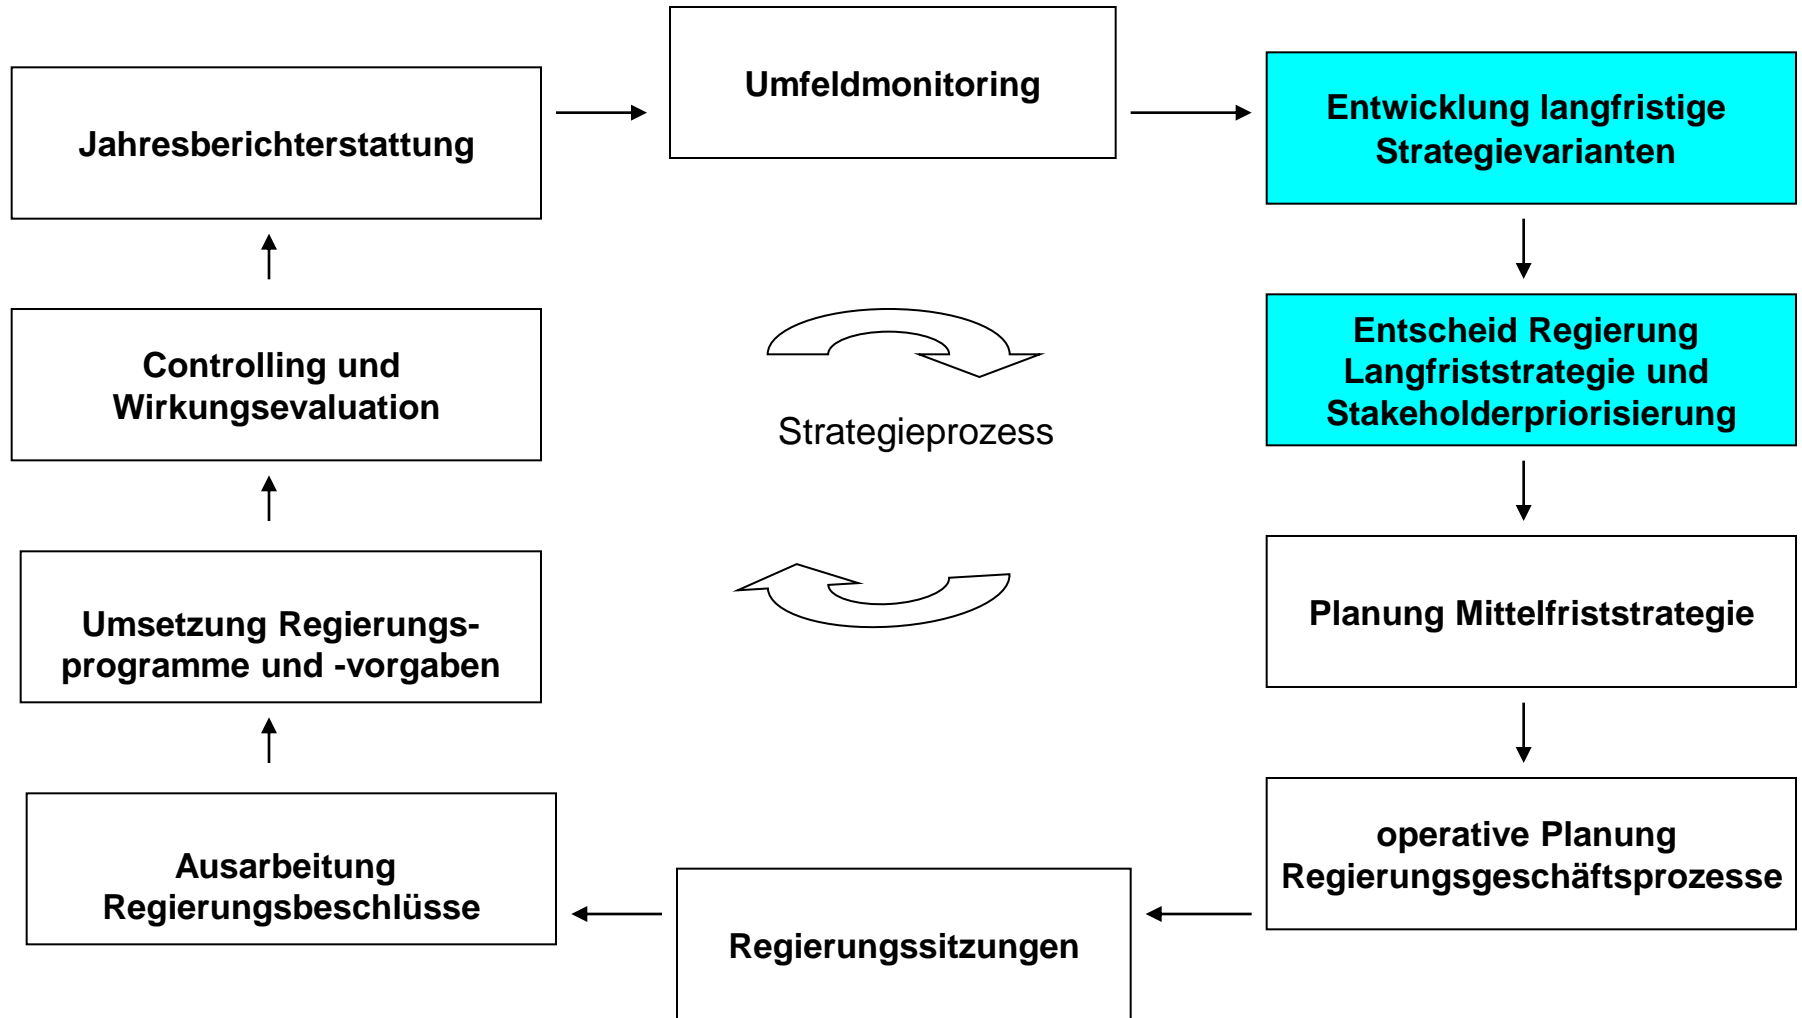 Umfeldmonitoring
Entwicklung langfristige
Strategievarianten
Jahresberichterstattung
Entscheid Regierung
Langfriststrategie und
Stakeholderpriorisierung
Controlling und
Wirkungsevaluation
Strategieprozess
Planung Mittelfriststrategie
Umsetzung Regierungs-
programme und -vorgaben
operative Planung
Regierungsgeschäftsprozesse
Ausarbeitung
Regierungsbeschlüsse
Regierungssitzungen